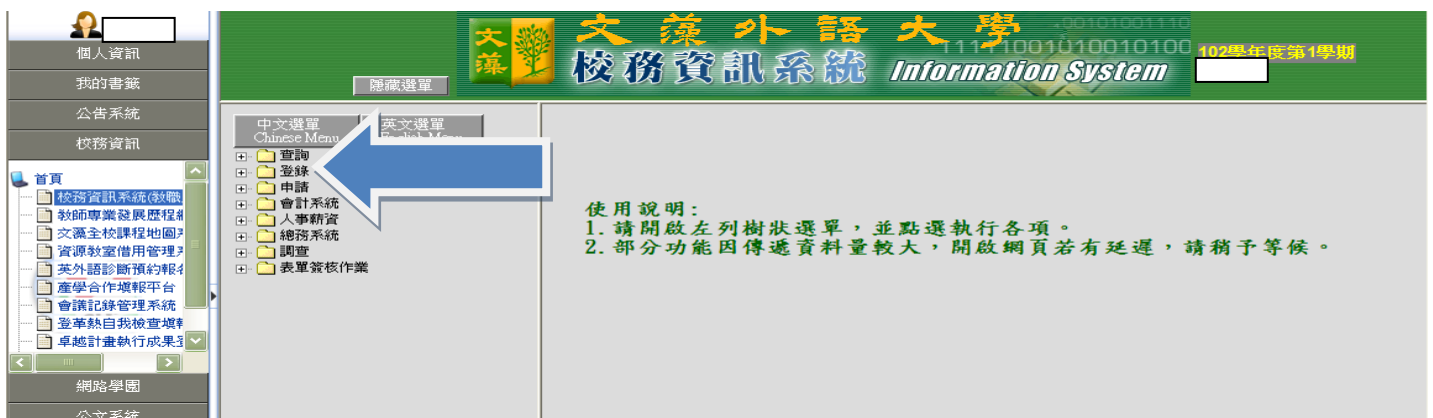 個人資訊
我的書籤
公告系統
校務資訊
首頁
校務資訊系統(教職
教師專業發展歷程
文藻全校課程地圖
資源教室借用管理
英外語診斷預約報名
產學合作填報平台
會議記錄管理系統
登革熱自我檢查填報
卓越計畫執行成果
網路學園
公文系統
隱藏選單
文藻
文藻外語大學
校務資訊系統 Information System
102學年度第1學期
中文選單
Chinese Menu
英文選單
查詢
登錄
申請
會計系統
人事薪資
總務系統
調查
表單簽核作業
使用說明:
1.請開啟左列樹狀選單，並點選執行各項。
2.部分功能因傳遞資料量較大，開啟網頁若有延遲，請稍予等候。